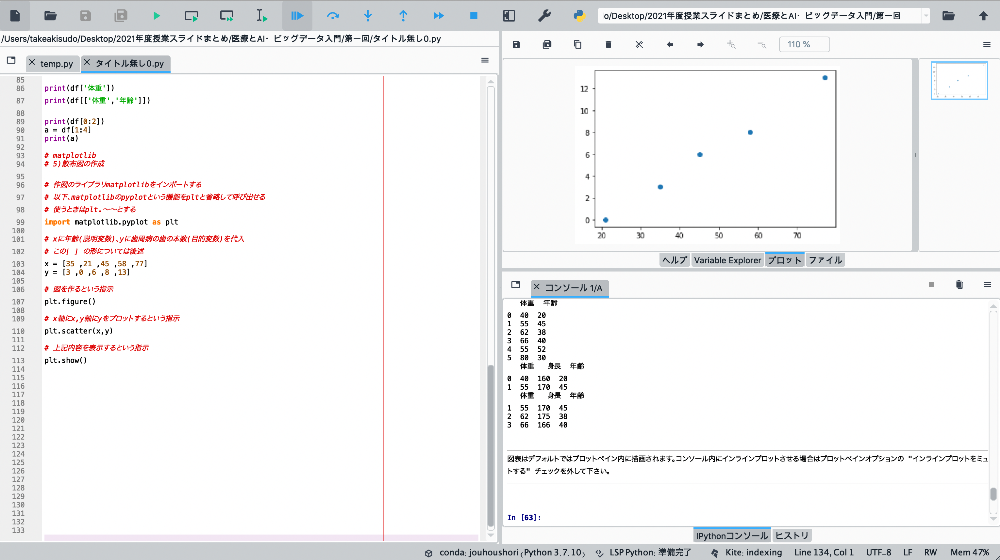 o/Desktop/2021年度授業スライドまとめ/医療とAI・ビッグデータ入門/第一回
/Users/takeakisudo/Desktop/2021年度授業スライドまとめ/医療とAI・ビッグデータ入門/第一回/タイトル無し0.py
temp.py
タイトル無し0.py
85
86 print(df['体重'])
87 print(df[['体重','年齢']])
88
89 print(df[0:2])
90 a = df[1:4]
91 print(a)
92
93 # matplotlib
94 # 5)散布図の作成
95
96 # 作図のライブラリmatplotlibをインポートする
97 # 以下、matplotlibのpyplotという機能をpltと省略して呼び出せる
98 # 使うときはplt.〜〜とする
99 import matplotlib.pyplot as plt
100
101 # xに年齢(説明変数)、yに歯周病の歯の本数(目的変数)を代入
102 # この[ ] の形については後述
103 x = [35 ,21 ,45 ,58 ,77]
104 y = [3 ,0 ,6 ,8 ,13]
105
106 # 図を作るという指示
107 plt.figure()
108
109 # x軸にx,y軸にyをプロットするという指示
110 plt.scatter(x,y)
111
112 # 上記内容を表示するという指示
113 plt.show()
114
115
116
117
118
119
120
121
122
123
124
125
126
127
128
129
130
131
132
133
110 %
12
10
8
6
4
2
0
20 30 40 50 60 70
ヘルプ Variable Explorer プロット ファイル
コンソール 1/A
体重 年齢
0 40 20
1 55 45
2 62 38
3 66 40
4 55 52
5 80 30
体重 身長 年齢
0 40 160 20
1 55 170 45
体重 身長 年齢
1 55 170 45
2 62 175 38
3 66 166 40
図表はデフォルトではプロットペイン内に描画されます。コンソール内にインラインプロットさせる場合はプロットペインオプションの "インラインプロットをミュ
トする" チェックを外して下さい。
In [63]:
IPythonコンソール ヒストリ
conda: jouhoushori (Python 3.7.10) LSP Python: 準備完了 Kite: indexing Line 134, Col 1 UTF-8 LF RW Mem 47%